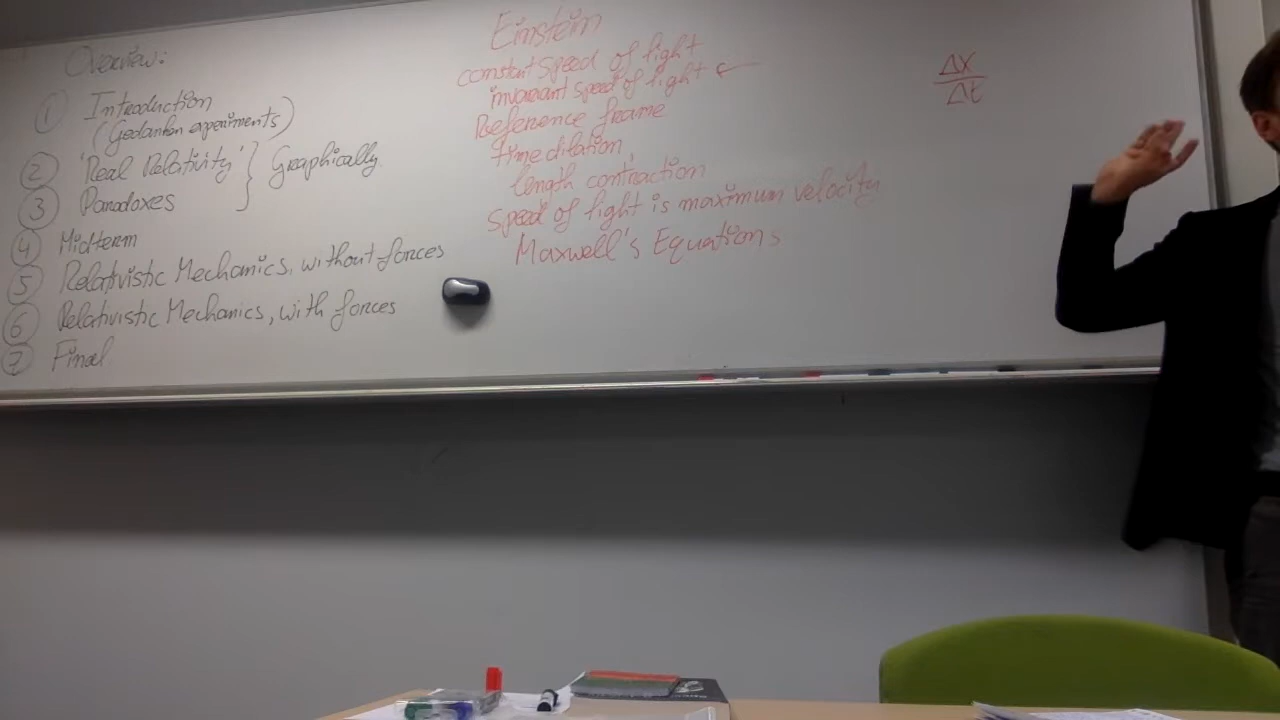 Overview:
① Introduction
(Gedanken experiments)
② 'Real Relativity' } Graphically
③ Paradoxes
④ Midterm
⑤ Relativistic Mechanics, without forces
⑥ Relativistic Mechanics, with forces
⑦ Final
Einstein
constant speed of light
invariant speed of light ←
Reference frame
time dilation
length contraction
speed of light is maximum velocity
Maxwell's Equations
ΔX
Δt